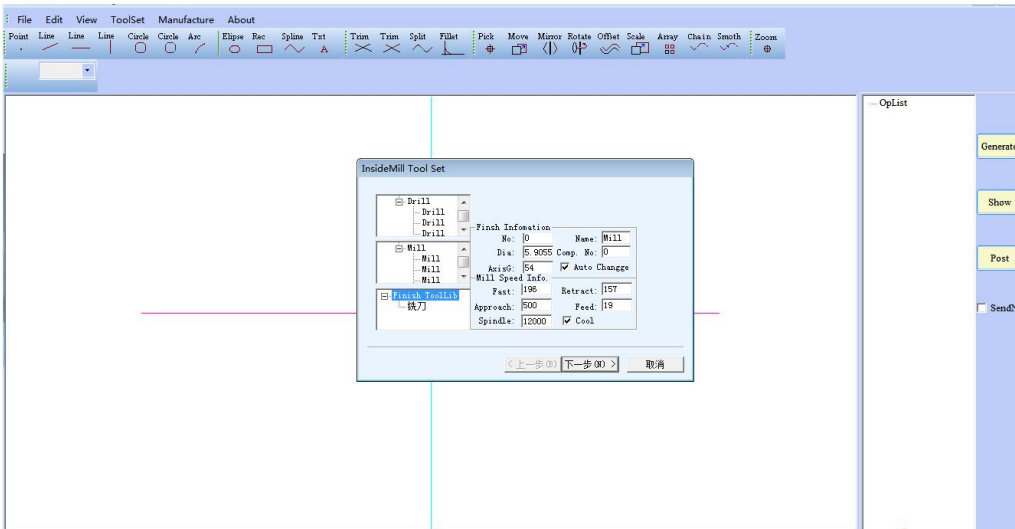 File Edit View ToolSet Manufacture About
Point Line Line Line Circle Circle Arc Elipse Rec Spline Txt Trim Trim Split Fillet Pick Move Mirror Rotate Offset Scale Array Chain Smoth Zoom
OpList
Generate
Show
Post
InsideMill Tool Set
Drill
Drill
Drill
Drill
Mill
Mill
Mill
Mill
Finish ToolLib
铣刀
Finsh Infomation
No: 0 Name: Mill
Dia: 5.9055 Comp. No: 0
AxisG: 54 Auto Changge
Mill Speed Info.
Fast: 196 Retract: 157
Approach: 500 Feed: 19
Spindle: 12000 Cool
<上一步(B) 下一步(N) > 取消